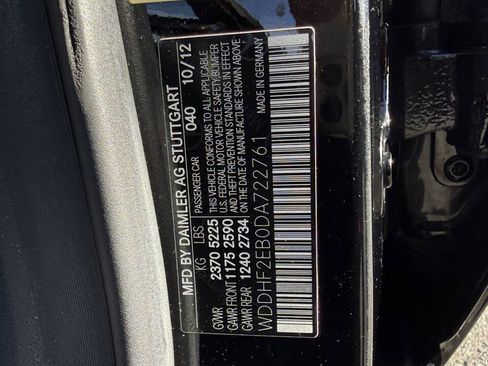 MFD BY DAIMLER AG STUTTGART
PASSENGER CAR 040 10/12
KG LBS THIS VEHICLE CONFORMS TO ALL APPLICABLE
GVWR 2370 5225 U.S. FEDERAL MOTOR VEHICLE SAFETY/BUMPER
GAWR FRONT 1175 2590 AND THEFT PREVENTION STANDARDS IN EFFECT
GAWR REAR 1240 2734 ON THE DATE OF MANUFACTURE SHOWN ABOVE
WDDHF2EB0DA722761 MADE IN GERMANY